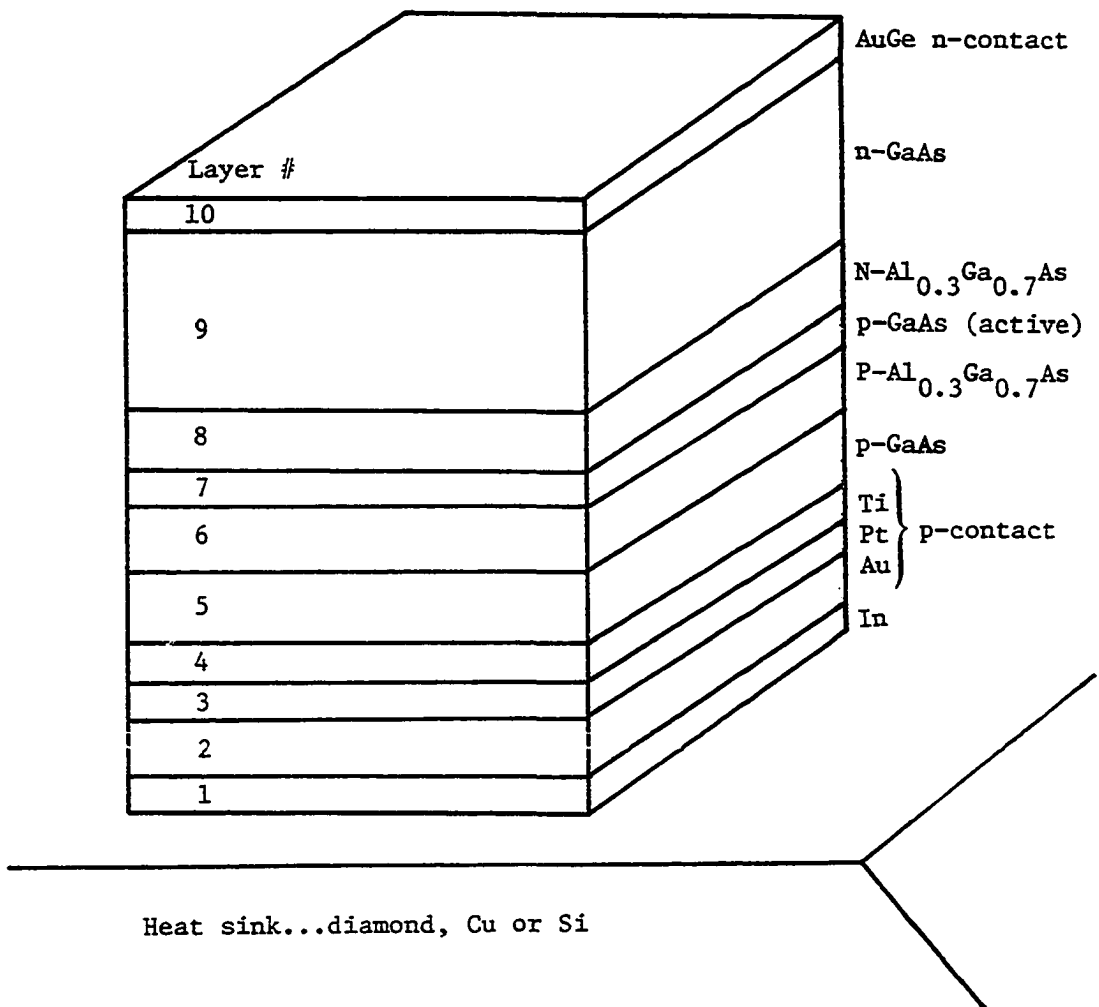 AuGe n-contact
n-GaAs
Layer #
10
N-Al0.3Ga0.7As
9
p-GaAs (active)
P-Al0.3Ga0.7As
8
p-GaAs
7
Ti
6
Pt
p-contact
Au
5
In
4
3
2
1
Heat sink...diamond, Cu or Si